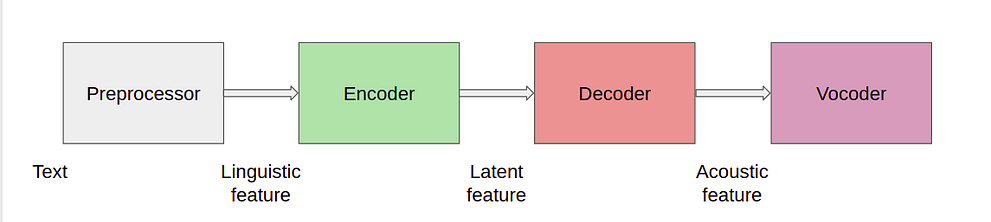 Preprocessor
Encoder
Decoder
Vocoder
Text
Linguistic
feature
Latent
feature
Acoustic
feature